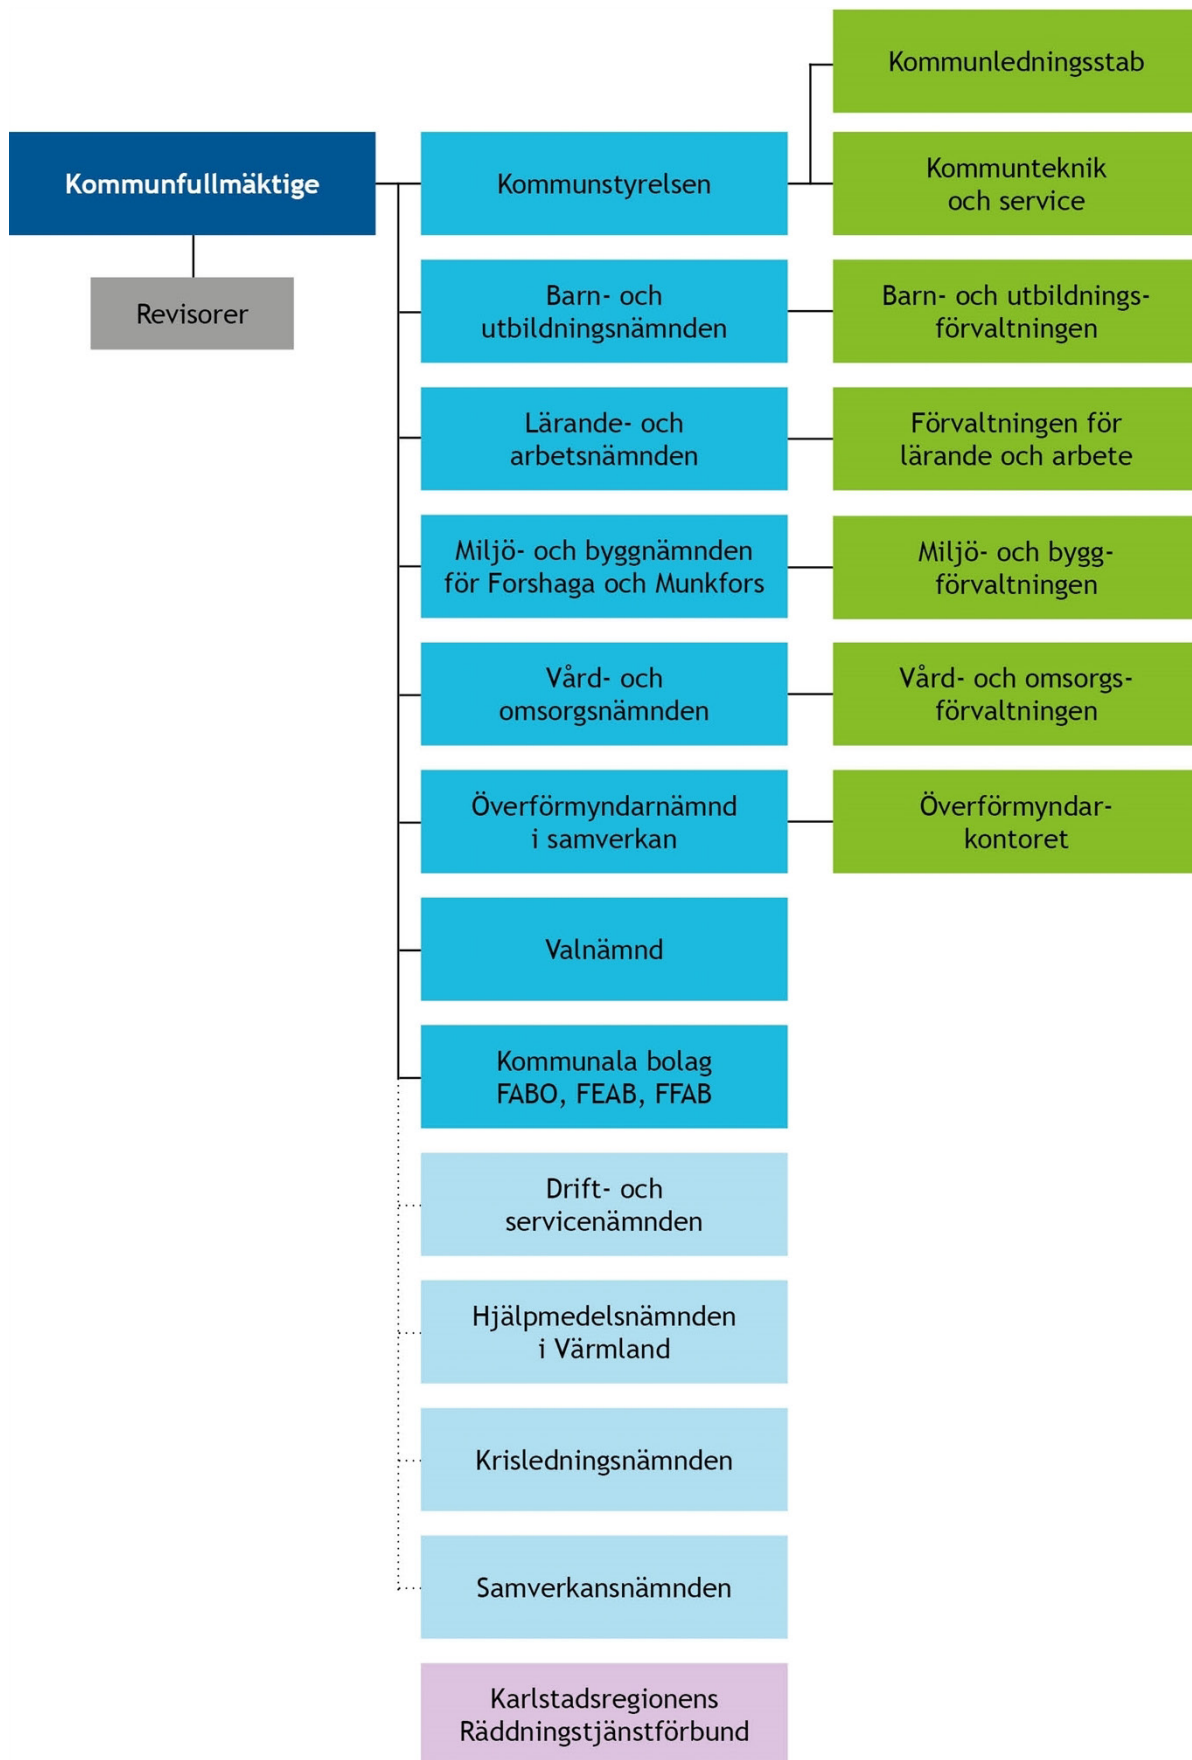 Kommunledningsstab
Kommunfullmäktige
Kommunstyrelsen
Kommunteknik
och service
Revisorer
Barn- och
utbildningsnämnden
Barn- och utbildnings-
förvaltningen
Lärande- och
arbetsnämnden
Förvaltningen för
lärande och arbete
Miljö- och byggnämnden
för Forshaga och Munkfors
Miljö- och bygg-
förvaltningen
Vård- och
omsorgsnämnden
Vård- och omsorgs-
förvaltningen
Överförmyndarnämnd
i samverkan
Överförmyndar-
kontoret
Valnämnd
Kommunala bolag
FABO, FEAB, FFAB
Drift- och
servicenämnden
Hjälpmedelsnämnden
i Värmland
Krisledningsnämnden
Samverkansnämnden
Karlstadsregionens
Räddningstjänstförbund